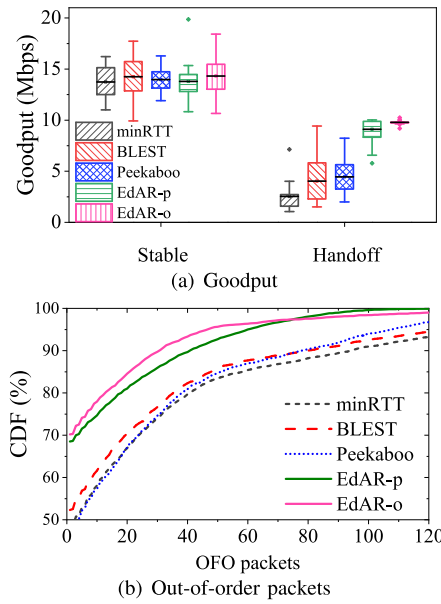 20
15
10
5
0
Goodput (Mbps)
minRTT
BLEST
Peekaboo
EdAR-p
EdAR-o
Stable
Handoff
(a) Goodput
100
90
80
70
60
50
CDF (%)
minRTT
BLEST
Peekaboo
EdAR-p
EdAR-o
0 20 40 60 80 100 120
OFO packets
(b) Out-of-order packets